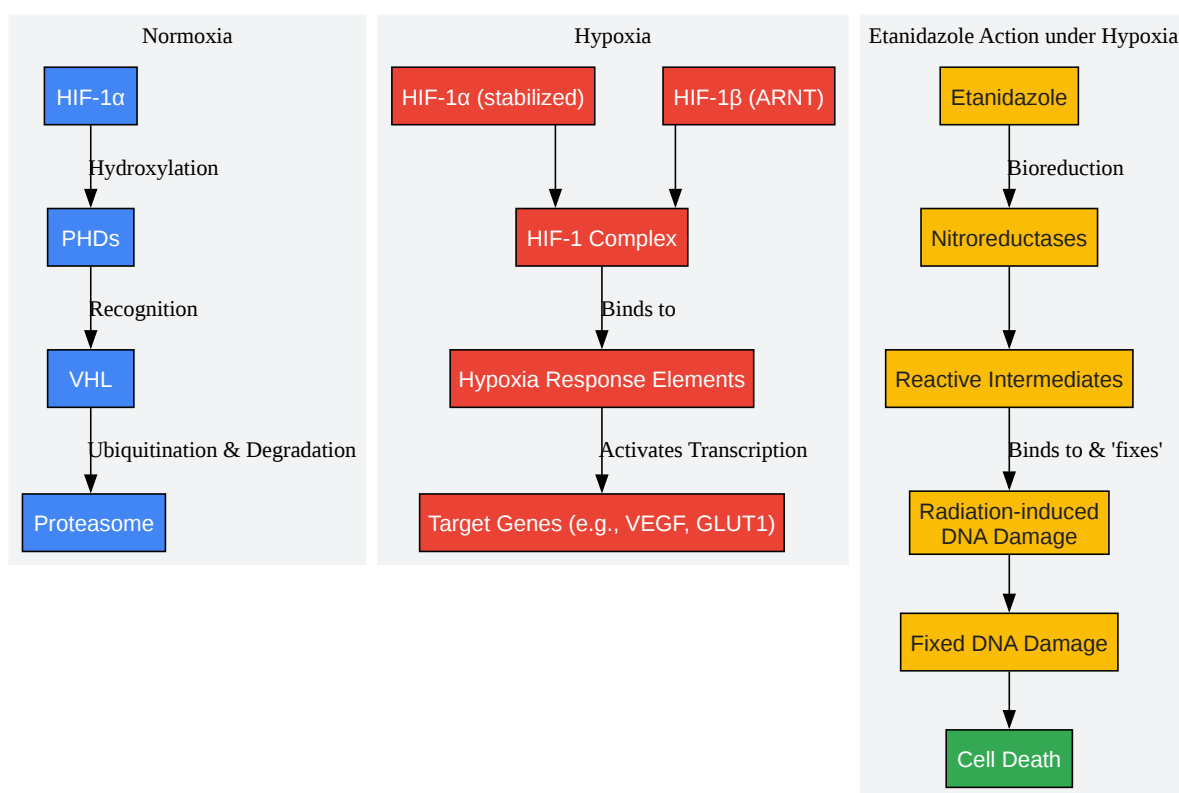 Normoxia
HIF-1α
Hydroxylation
PHDs
Recognition
VHL
Ubiquitination & Degradation
Proteasome
Hypoxia
HIF-1α (stabilized)
HIF-1β (ARNT)
HIF-1 Complex
Binds to
Hypoxia Response Elements
Activates Transcription
Target Genes (e.g., VEGF, GLUT1)
Etanidazole Action under Hypoxia
Etanidazole
Bioreduction
Nitroreductases
Reactive Intermediates
Binds to & 'fixes'
Radiation-induced
DNA Damage
Fixed DNA Damage
Cell Death